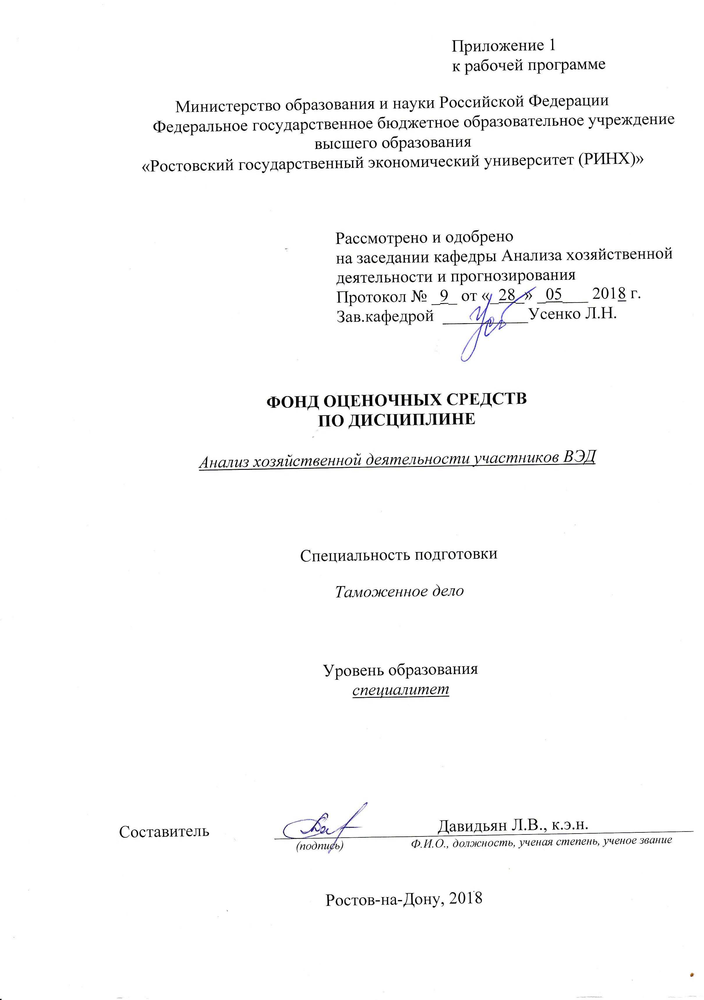 Приложение 1
к рабочей программе
Министерство образования и науки Российской Федерации
Федеральное государственное бюджетное образовательное учреждение
высшего образования
«Ростовский государственный экономический университет (РИНХ)»
Рассмотрено и одобрено
на заседании кафедры Анализа хозяйственной
деятельности и прогнозирования
Протокол № _9_ от «_28_» _05___ 2018 г.
Зав.кафедрой __________Усенко Л.Н.
ФОНД ОЦЕНОЧНЫХ СРЕДСТВ
ПО ДИСЦИПЛИНЕ
Анализ хозяйственной деятельности участников ВЭД
Специальность подготовки
Таможенное дело
Уровень образования
специалитет
Составитель Давидьян Л.В., к.э.н.
(подпись) Ф.И.О., должность, ученая степень, ученое звание
Ростов-на-Дону, 2018